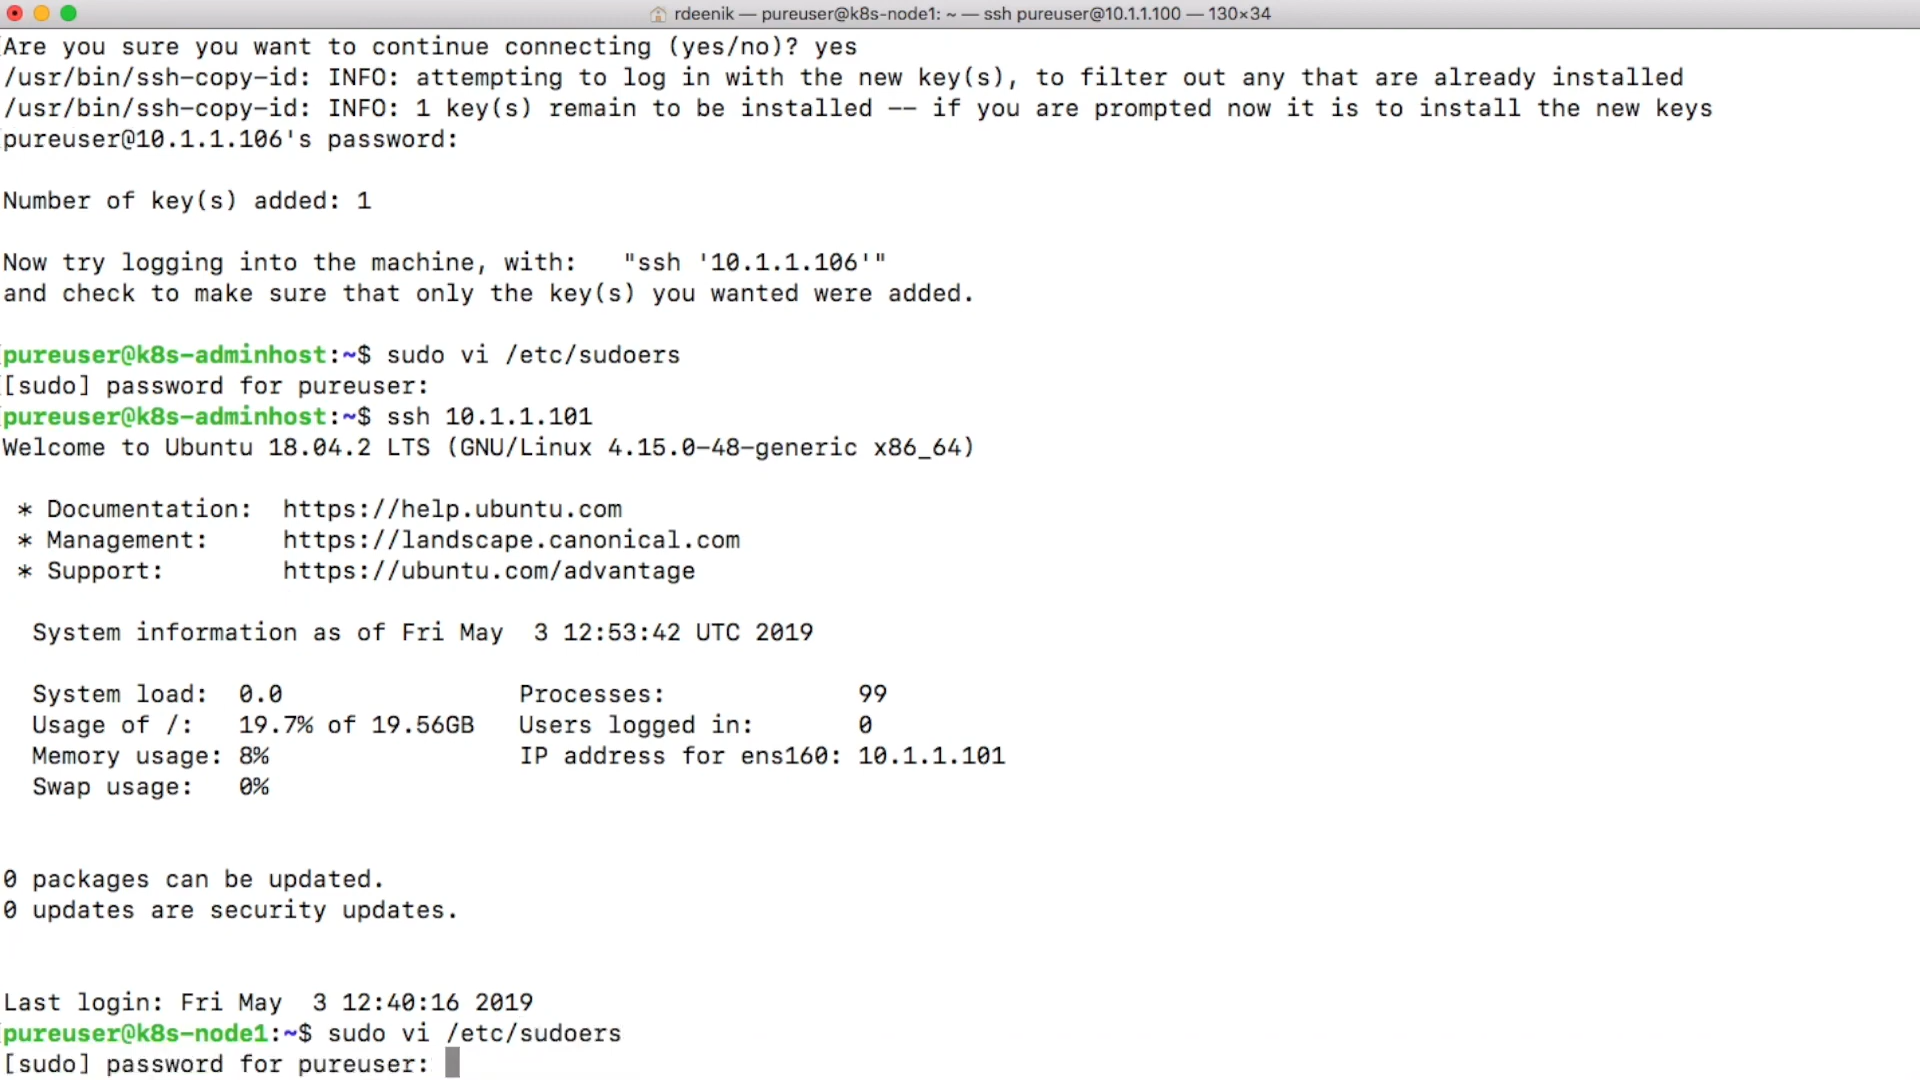 rdeenik — pureuser@k8s-node1: ~ — ssh pureuser@10.1.1.100 — 130×34
Are you sure you want to continue connecting (yes/no)? yes
/usr/bin/ssh-copy-id: INFO: attempting to log in with the new key(s), to filter out any that are already installed
/usr/bin/ssh-copy-id: INFO: 1 key(s) remain to be installed -- if you are prompted now it is to install the new keys
pureuser@10.1.1.106's password:
Number of key(s) added: 1
Now try logging into the machine, with:   "ssh '10.1.1.106'"
and check to make sure that only the key(s) you wanted were added.
pureuser@k8s-adminhost:~$ sudo vi /etc/sudoers
[sudo] password for pureuser:
pureuser@k8s-adminhost:~$ ssh 10.1.1.101
Welcome to Ubuntu 18.04.2 LTS (GNU/Linux 4.15.0-48-generic x86_64)
* Documentation:  https://help.ubuntu.com
* Management:     https://landscape.canonical.com
* Support:        https://ubuntu.com/advantage
System information as of Fri May  3 12:53:42 UTC 2019
System load:  0.0                Processes:             99
Usage of /:   19.7% of 19.56GB   Users logged in:       0
Memory usage: 8%                 IP address for ens160: 10.1.1.101
Swap usage:   0%
0 packages can be updated.
0 updates are security updates.
Last login: Fri May  3 12:40:16 2019
pureuser@k8s-node1:~$ sudo vi /etc/sudoers
[sudo] password for pureuser: